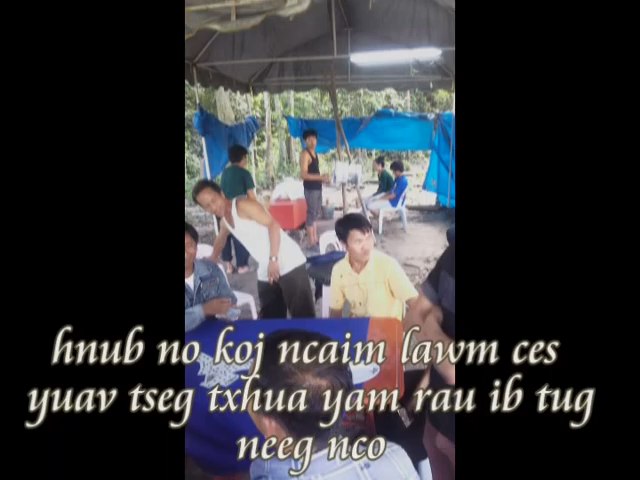 hnub no koj ncaim lawm ces
yuav tseg txhua yam rau ib tug
neeg nco